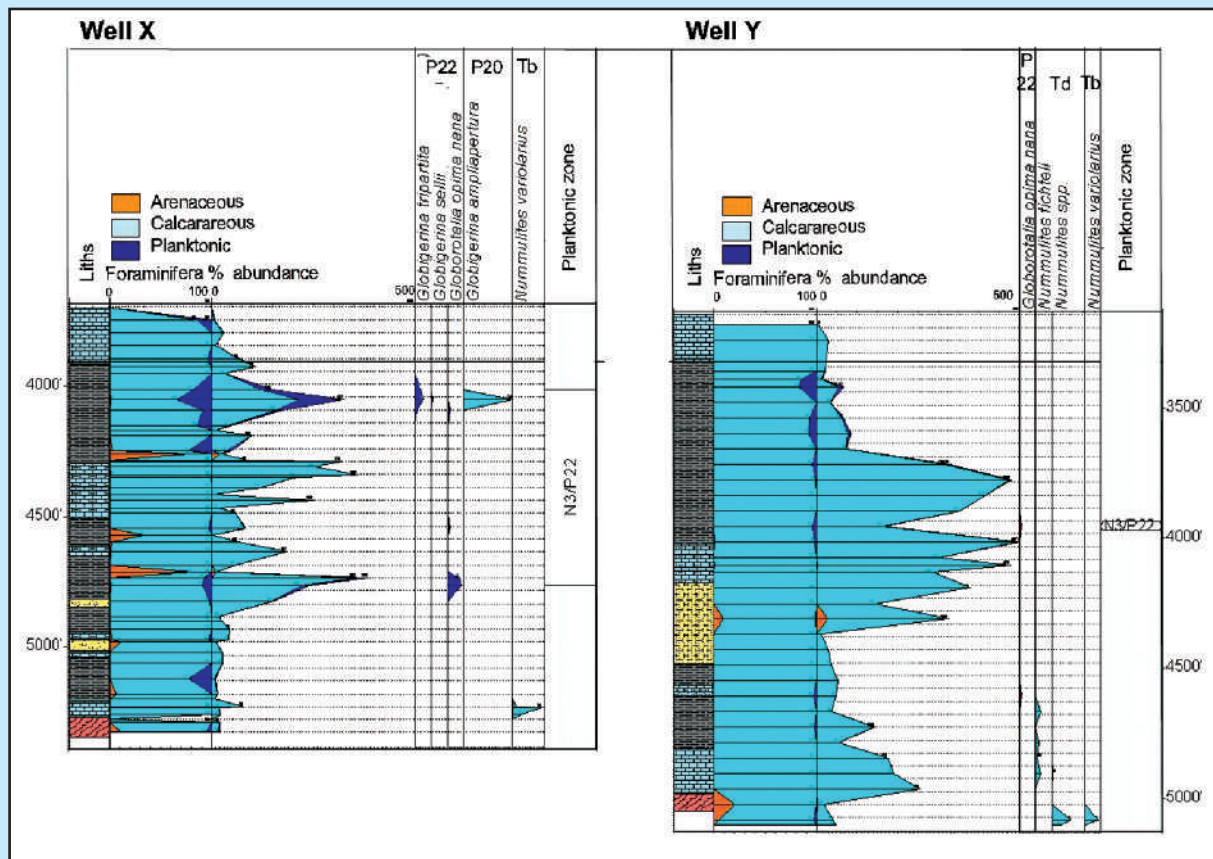 Well X
P22 P20 Tb
Globigerina tripartita
Globigerina sellii
Globorotalia opima nana
Globigerina ampliapertura
Nummulites variolarius
Planktonic zone
Arenaceous
Calcarareous
Planktonic
Liths
Foraminifera % abundance
0 100 0 500
4000'
4500'
5000'
N3/P22
Well Y
P
22 Td Tb
Globorotalia opima nana
Nummulites fichteli
Nummulites spp.
Nummulites variolarius
Planktonic zone
Arenaceous
Calcarareous
Planktonic
Liths
Foraminifera % abundance
0 100 0 500
3500'
N3/P22
4000'
4500'
5000'